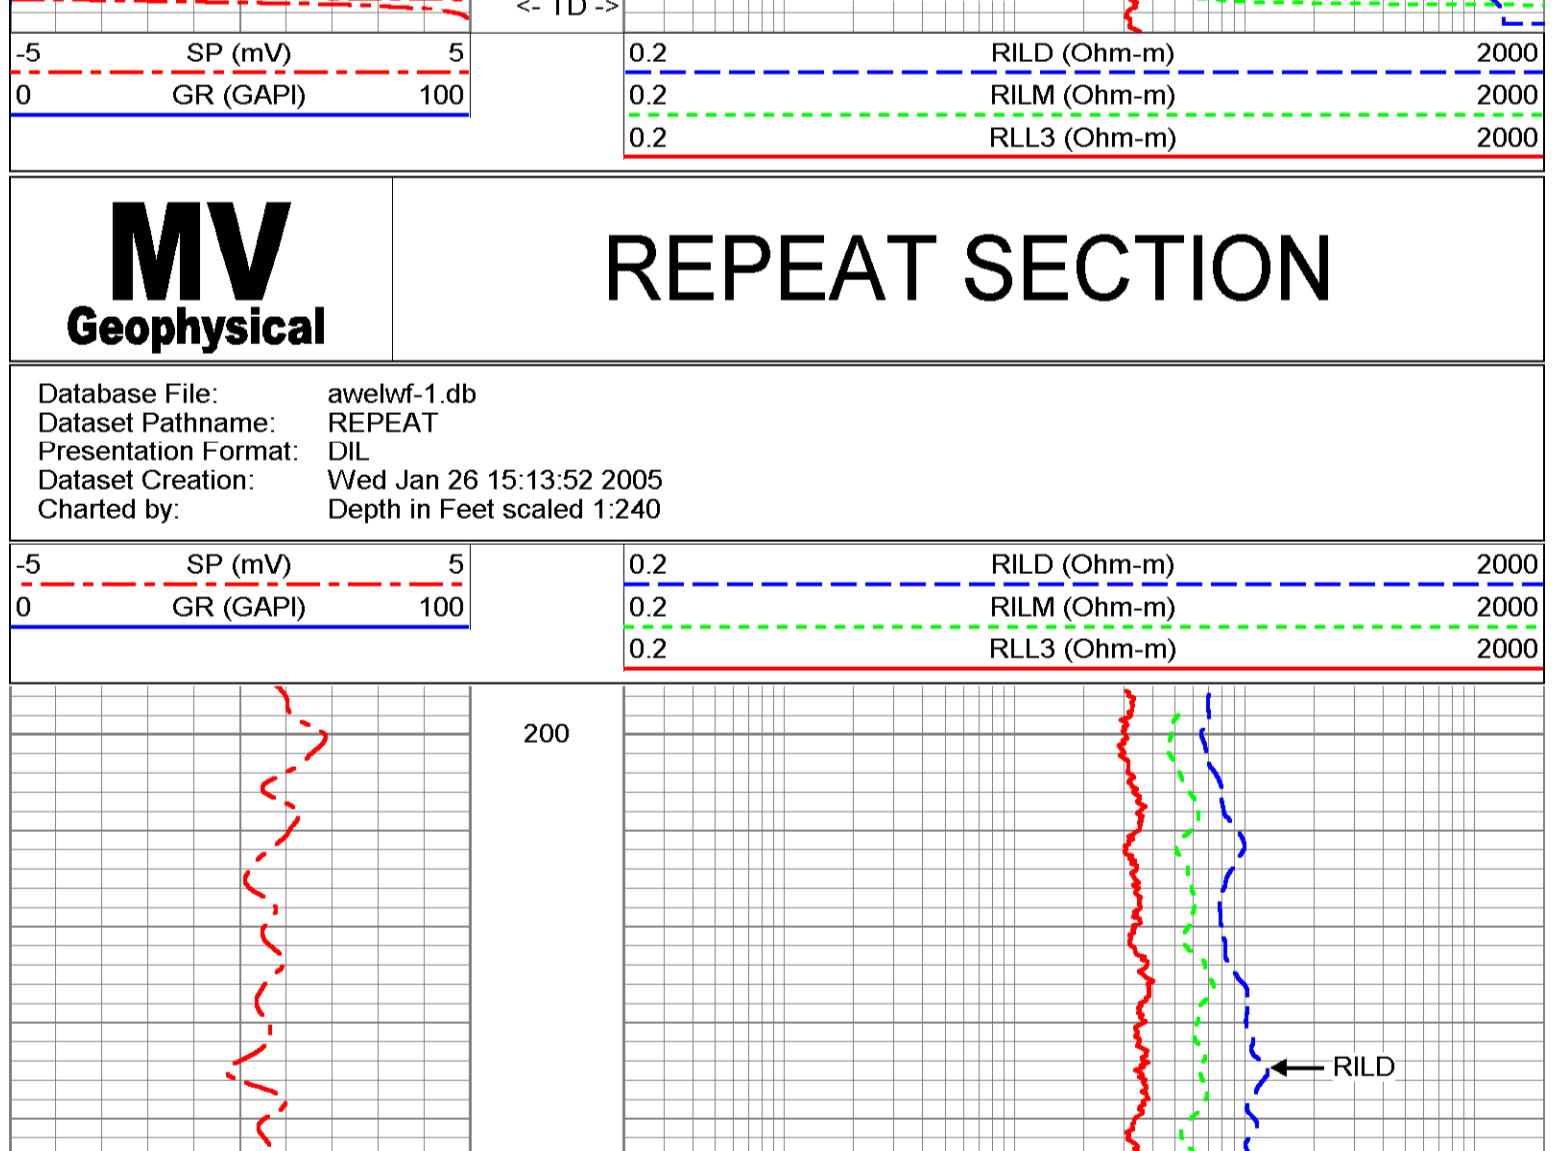 <- TD ->
-5 SP (mV) 5
0 GR (GAPI) 100
0.2 RILD (Ohm-m) 2000
0.2 RILM (Ohm-m) 2000
0.2 RLL3 (Ohm-m) 2000
MV
Geophysical
REPEAT SECTION
Database File: awelwf-1.db
Dataset Pathname: REPEAT
Presentation Format: DIL
Dataset Creation: Wed Jan 26 15:13:52 2005
Charted by: Depth in Feet scaled 1:240
-5 SP (mV) 5
0 GR (GAPI) 100
0.2 RILD (Ohm-m) 2000
0.2 RILM (Ohm-m) 2000
0.2 RLL3 (Ohm-m) 2000
200
RILD